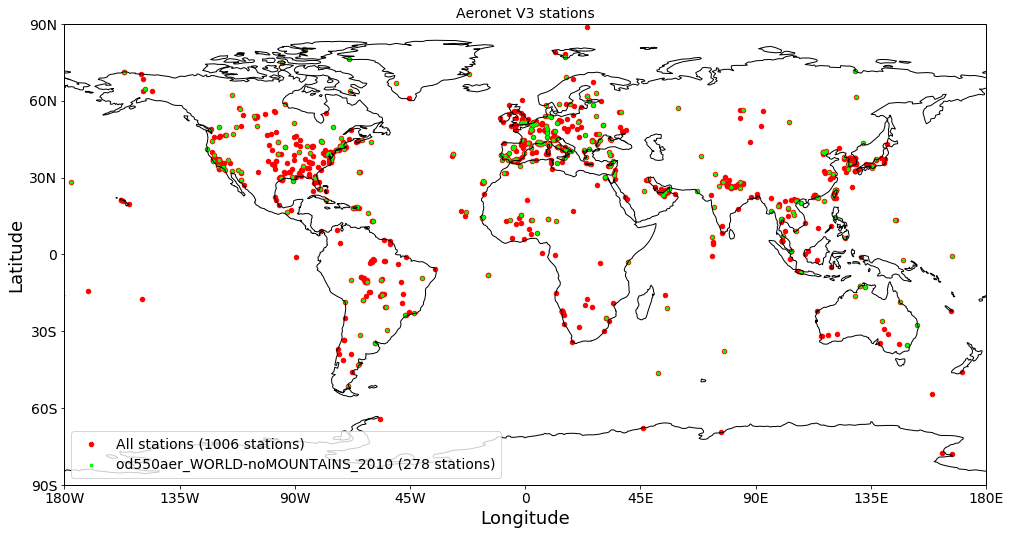 Aeronet V3 stations
90N
60N
30N
0
30S
60S
90S
Latitude
All stations (1006 stations)
od550aer_WORLD-noMOUNTAINS_2010 (278 stations)
180W 135W 90W 45W 0 45E 90E 135E 180E
Longitude